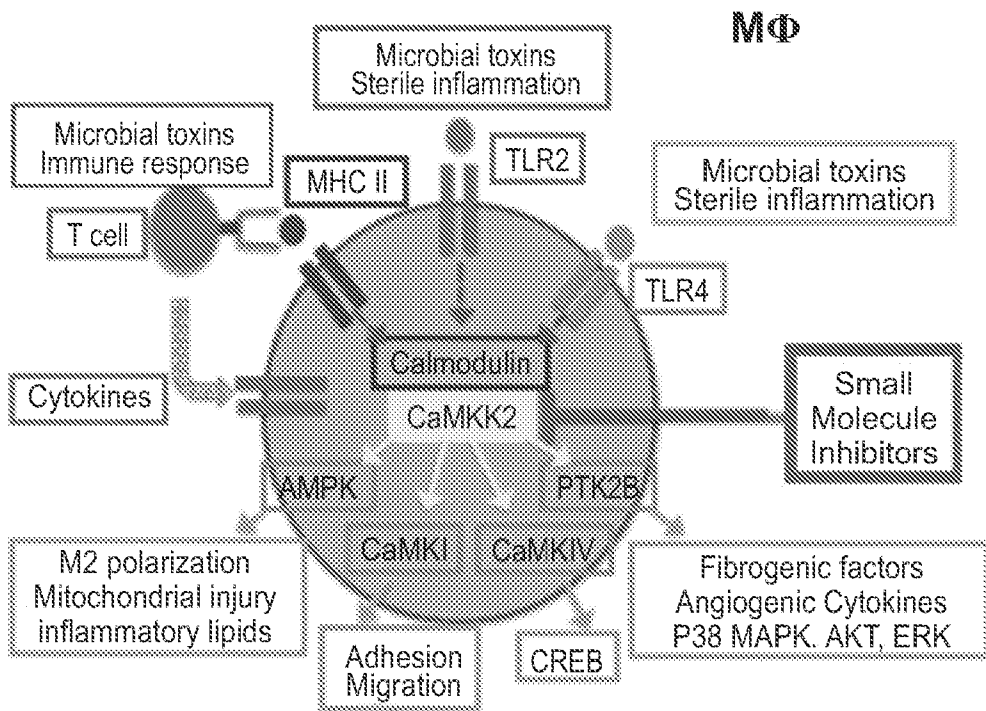 MΦ
Microbial toxins
Sterile inflammation
Microbial toxins
Immune response
TLR2
MHC II
Microbial toxins
Sterile inflammation
T cell
TLR4
Calmodulin
Cytokines
CaMKK2
Small
Molecule
Inhibitors
AMPK
PTK2B
CaMKI
CaMKIV
M2 polarization
Mitochondrial injury
inflammatory lipids
Adhesion
Migration
CREB
Fibrogenic factors
Angiogenic Cytokines
P38 MAPK. AKT, ERK